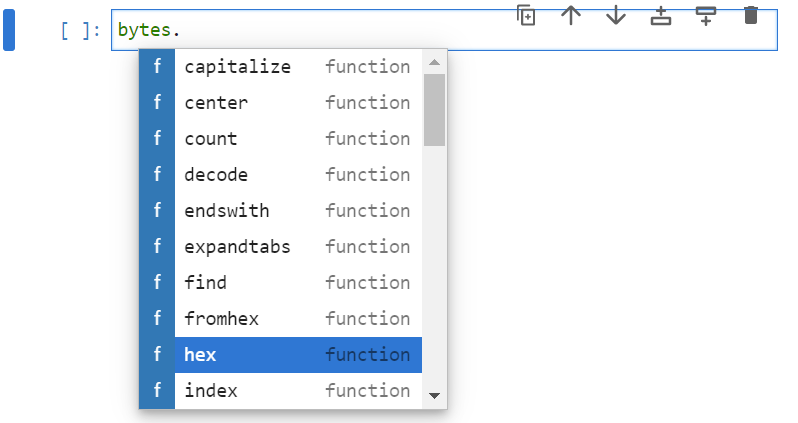 [ ]: bytes.
f capitalize function
f center function
f count function
f decode function
f endswith function
f expandtabs function
f find function
f fromhex function
f hex function
f index function